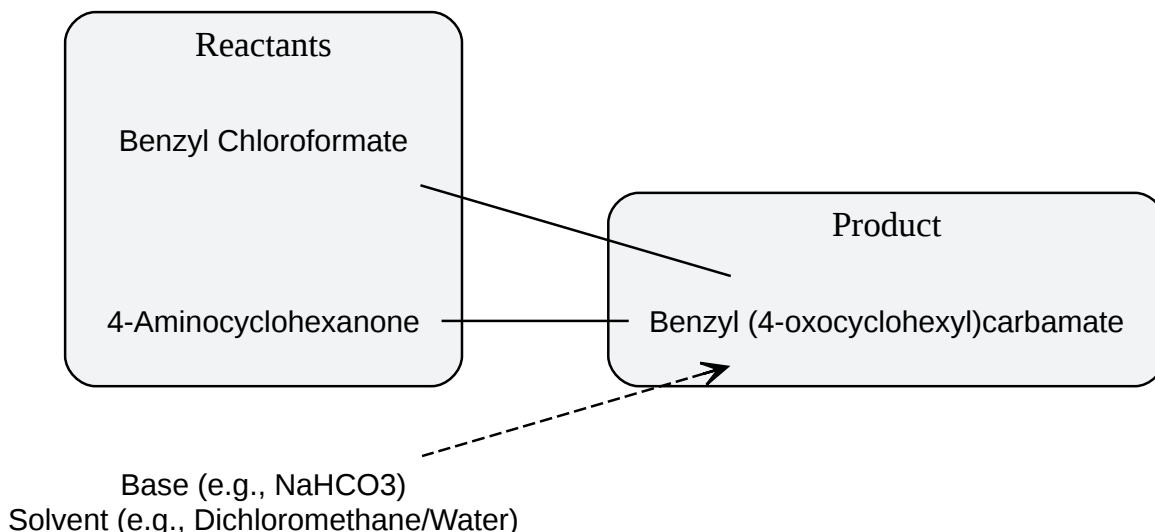 Reactants
Benzyl Chloroformate
4-Aminocyclohexanone
Product
Benzyl (4-oxocyclohexyl)carbamate
Base (e.g., NaHCO3)
Solvent (e.g., Dichloromethane/Water)